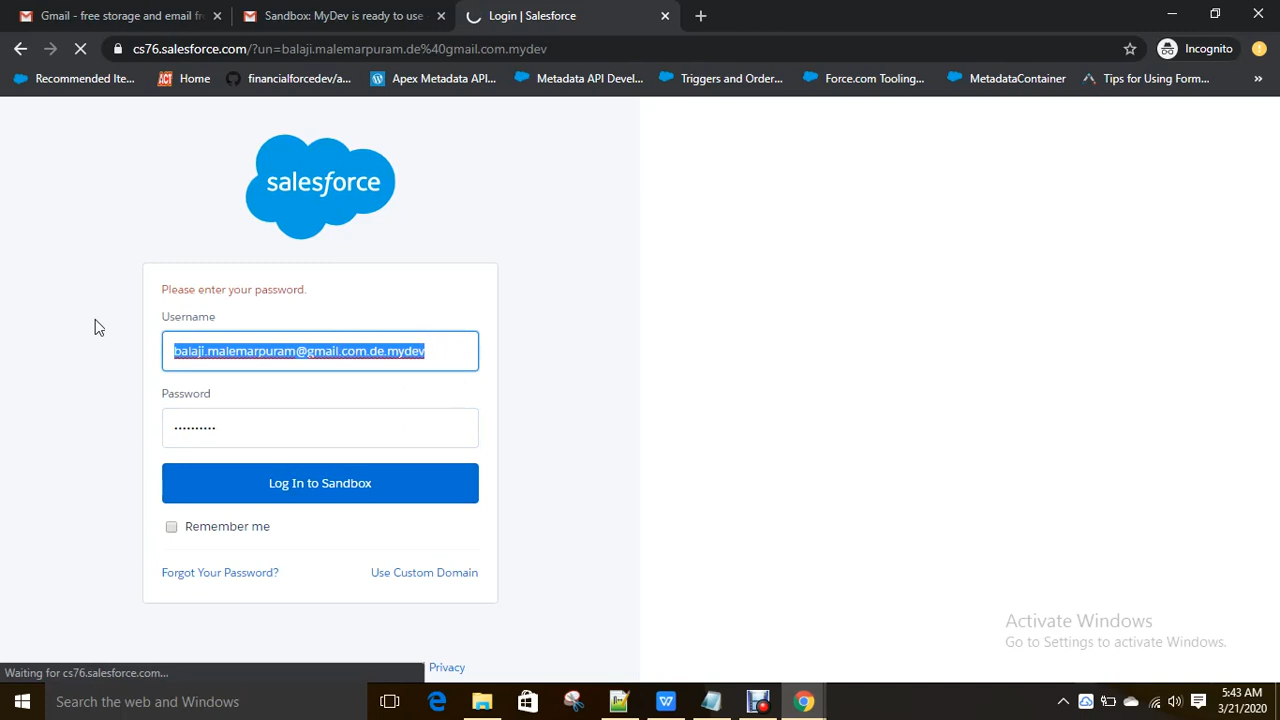 Gmail - free storage and email fr
Sandbox: MyDev is ready to use -
Login | Salesforce
cs76.salesforce.com/?un=balaji.malemarpuram.de%40gmail.com.mydev
Incognito
Recommended Ite...
ACT Home
financialforcedev/a...
Apex Metadata API...
Metadata API Devel...
Triggers and Order...
Force.com Tooling...
MetadataContainer
Tips for Using Form...
salesforce
Please enter your password.
Username
balaji.malemarpuram@gmail.com.de.mydev
Password
Log In to Sandbox
Remember me
Forgot Your Password?
Use Custom Domain
Activate Windows
Go to Settings to activate Windows.
Waiting for cs76.salesforce.com...
Privacy
Search the web and Windows
5:43 AM
3/21/2020